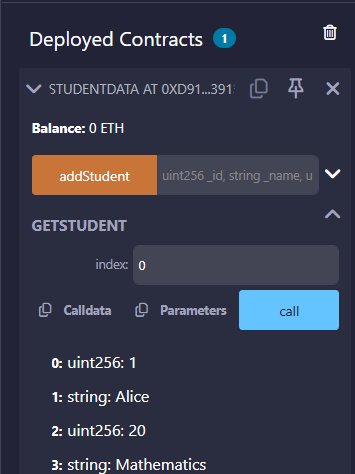 Deployed Contracts 1
STUDENTDATA AT 0XD91...391
Balance: 0 ETH
addStudent uint256 _id, string _name, u
GETSTUDENT
index: 0
Calldata Parameters call
0: uint256: 1
1: string: Alice
2: uint256: 20
3: string: Mathematics